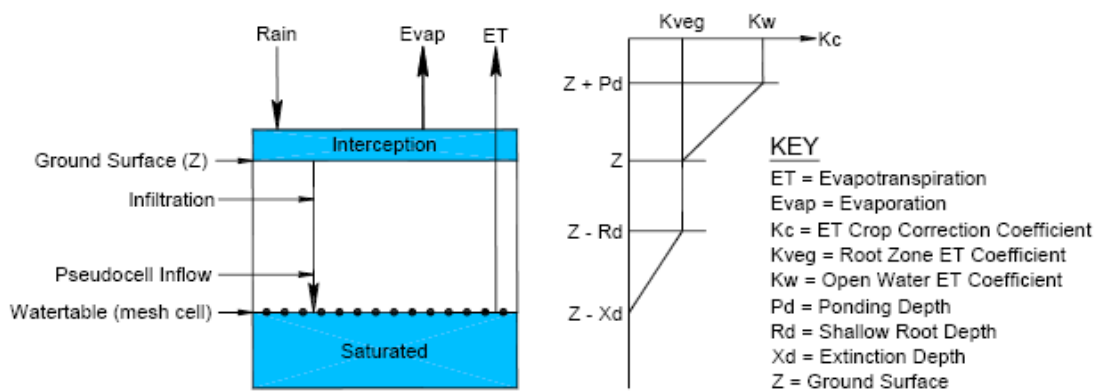 Rain
Evap
ET
Interception
Ground Surface (Z)
Infiltration
Pseudocell Inflow
Watertable (mesh cell)
Saturated
Kveg
Kw
Kc
Z + Pd
Z
Z - Rd
Z - Xd
KEY
ET = Evapotranspiration
Evap = Evaporation
Kc = ET Crop Correction Coefficient
Kveg = Root Zone ET Coefficient
Kw = Open Water ET Coefficient
Pd = Ponding Depth
Rd = Shallow Root Depth
Xd = Extinction Depth
Z = Ground Surface